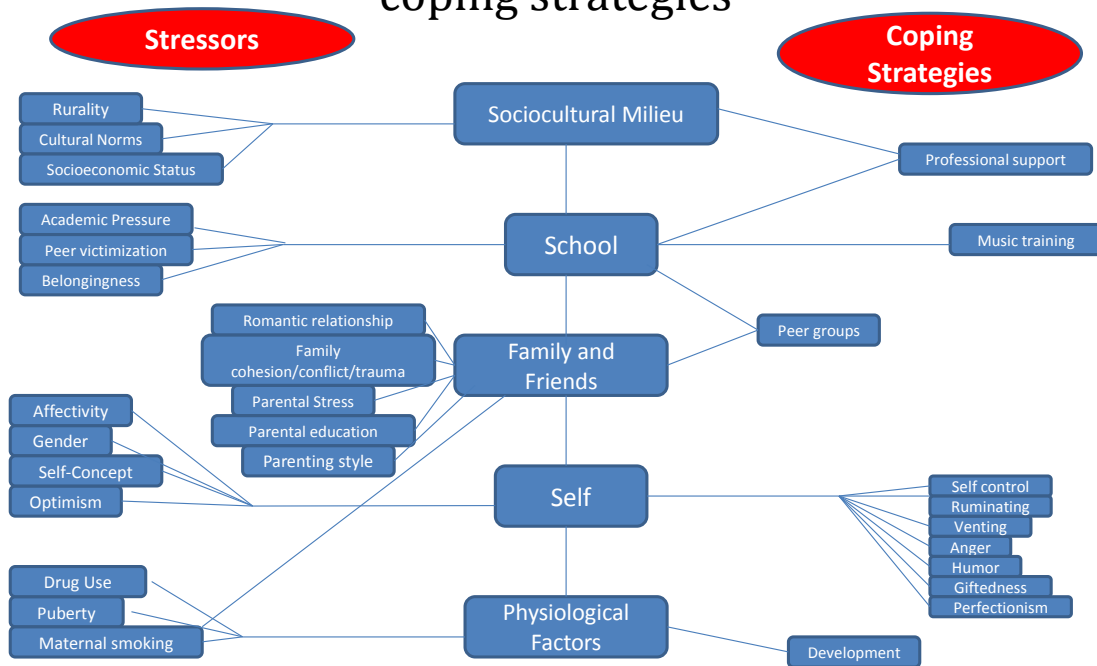 coping strategies
Stressors
Coping
Strategies
Rurality
Cultural Norms
Socioeconomic Status
Sociocultural Milieu
Professional support
Academic Pressure
Peer victimization
Belongingness
School
Music training
Romantic relationship
Family
cohesion/conflict/trauma
Parental Stress
Parental education
Parenting style
Family and
Friends
Peer groups
Affectivity
Gender
Self-Concept
Optimism
Self
Self control
Ruminating
Venting
Anger
Humor
Giftedness
Perfectionism
Drug Use
Puberty
Maternal smoking
Physiological
Factors
Development